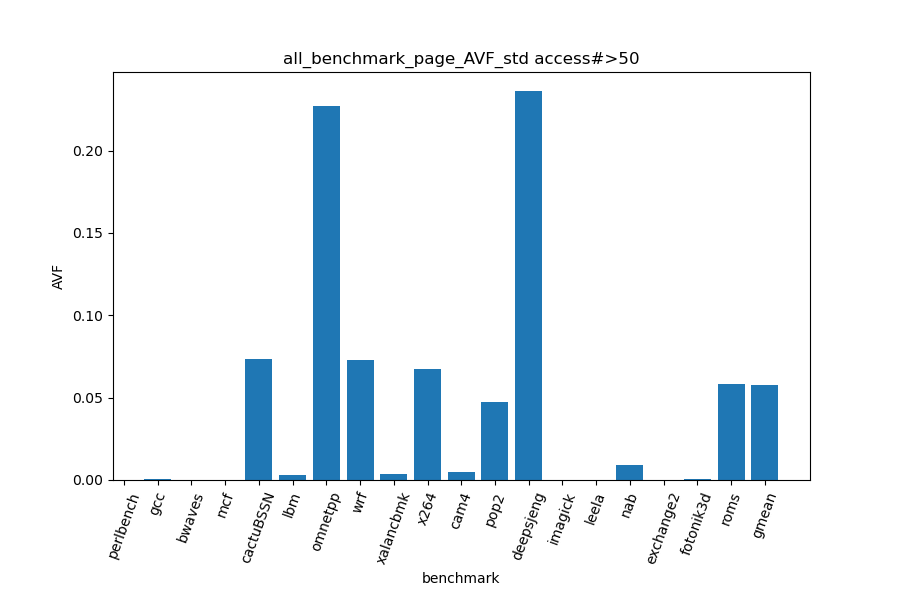 all_benchmark_page_AVF_std access#>50
AVF
0.20
0.15
0.10
0.05
0.00
perlbench
gcc
bwaves
mcf
cactuBSSN
lbm
omnetpp
wrf
xalancbmk
x264
cam4
pop2
deepsjeng
imagick
leela
nab
exchange2
fotonik3d
roms
gmean
benchmark